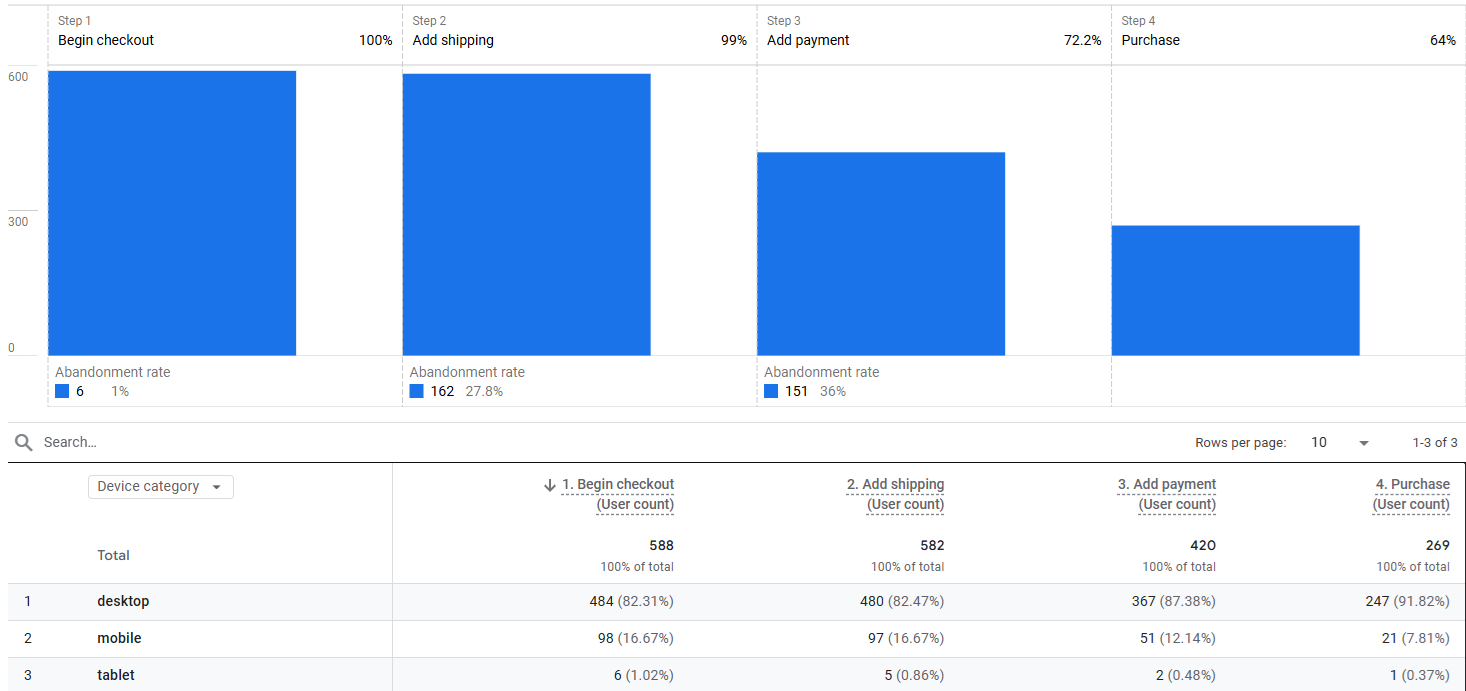 Step 1
Begin checkout 100%
Step 2
Add shipping 99%
Step 3
Add payment 72.2%
Step 4
Purchase 64%
600
300
0
Abandonment rate
6 1%
Abandonment rate
162 27.8%
Abandonment rate
151 36%
Search...
Rows per page: 10 1-3 of 3
Device category
1. Begin checkout
(User count)
2. Add shipping
(User count)
3. Add payment
(User count)
4. Purchase
(User count)
Total
588 582 420 269
100% of total 100% of total 100% of total 100% of total
1 desktop 484 (82.31%) 480 (82.47%) 367 (87.38%) 247 (91.82%)
2 mobile 98 (16.67%) 97 (16.67%) 51 (12.14%) 21 (7.81%)
3 tablet 6 (1.02%) 5 (0.86%) 2 (0.48%) 1 (0.37%)